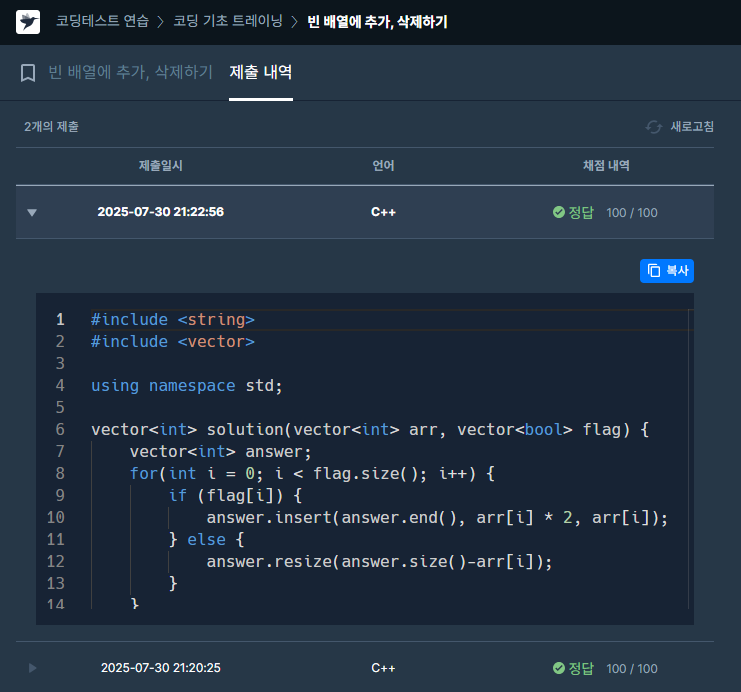 코딩테스트 연습 > 코딩 기초 트레이닝 > 빈 배열에 추가, 삭제하기
빈 배열에 추가, 삭제하기 제출 내역
2개의 제출 새로고침
제출일시 언어 채점 내역
2025-07-30 21:22:56 C++ 정답 100 / 100
복사
1 #include <string>
2 #include <vector>
3
4 using namespace std;
5
6 vector<int> solution(vector<int> arr, vector<bool> flag) {
7     vector<int> answer;
8     for(int i = 0; i < flag.size(); i++) {
9         if (flag[i]) {
10             answer.insert(answer.end(), arr[i] * 2, arr[i]);
11         } else {
12             answer.resize(answer.size()-arr[i]);
13         }
14     }
2025-07-30 21:20:25 C++ 정답 100 / 100